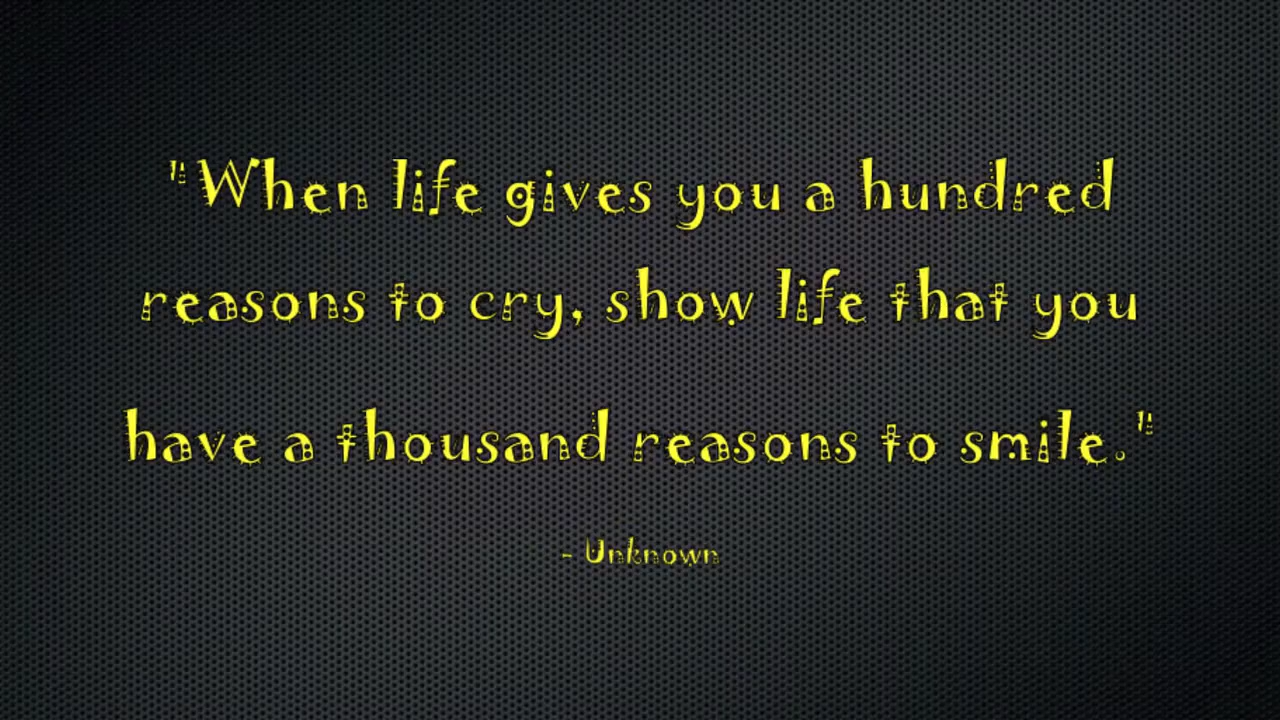 "When life gives you a hundred
reasons to cry, show life that you
have a thousand reasons to smile."
- Unknown